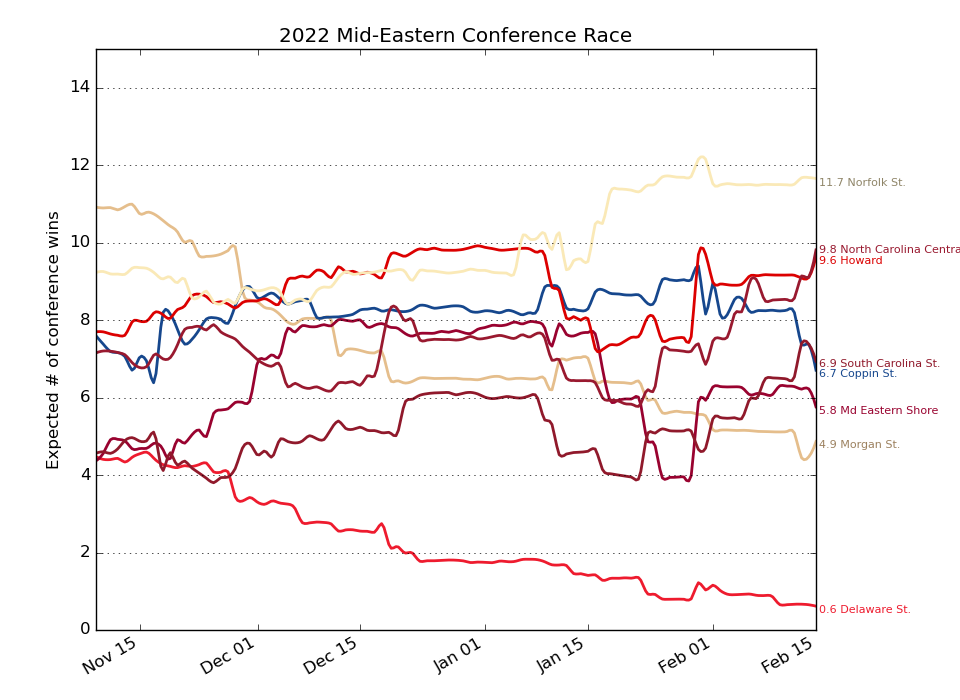 2022 Mid-Eastern Conference Race
Expected # of conference wins
14
12
10
8
6
4
2
0
Nov 15
Dec 01
Dec 15
Jan 01
Jan 15
Feb 01
Feb 15
11.7 Norfolk St.
9.8 North Carolina Centra
9.6 Howard
6.9 South Carolina St.
6.7 Coppin St.
5.8 Md Eastern Shore
4.9 Morgan St.
0.6 Delaware St.